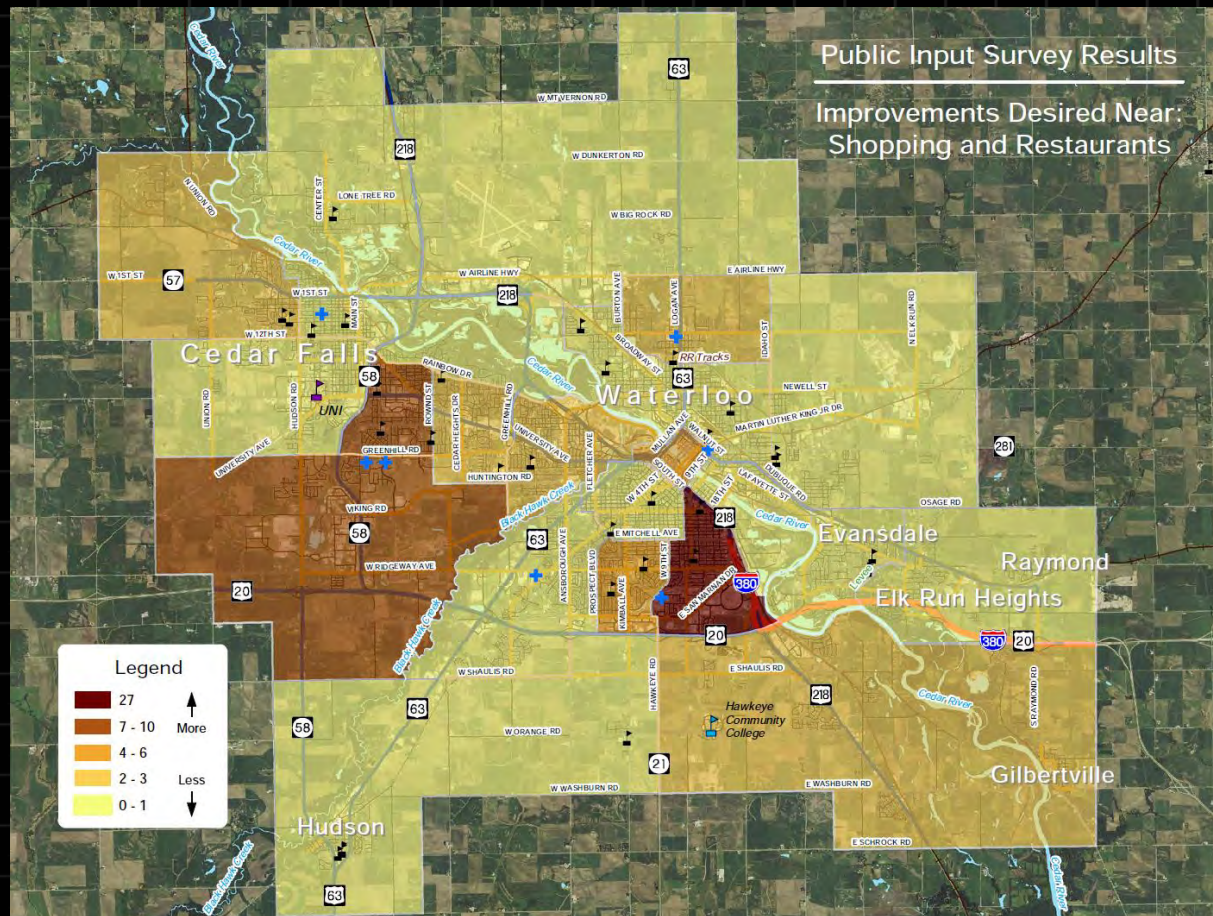 Public Input Survey Results
Improvements Desired Near:
Shopping and Restaurants
Cedar River
63
W MT VERNON RD
218
W DUNKERTON RD
N UNION RD
CENTER ST
LONE TREE RD
W BIG ROCK RD
Cedar River
W 1ST ST
57
W AIRLINE HWY
E AIRLINE HWY
W 1ST ST
218
MAIN ST
BURTON AVE
LOGAN AVE
IDAHO ST
N ELK RUN RD
W 12TH ST
BROADWAY ST
RR Tracks
Cedar Falls
RAINBOW DR
Cedar River
58
63
Waterloo
NEWELL ST
UNION RD
HUDSON RD
UNI
ROWND ST
CEDAR HEIGHTS DR
GREENHILL RD
MARTIN LUTHER KING JR DR
UNIVERSITY AVE
MULLAN AVE
WALNUT ST
281
UNIVERSITY AVE
GREENHILL RD
FLETCHER AVE
SOUTH ST
9TH ST
DUBUQUE RD
HUNTINGTON RD
W 4TH ST
18TH ST
LAFAYETTE ST
OSAGE RD
VIKING RD
Black Hawk Creek
218
Cedar River
58
63
E MITCHELL AVE
Evansdale
W RIDGEWAY AVE
ANSBOROUGH AVE
PROSPECT BLVD
KIMBALL AVE
W 9TH ST
E SAN MARNAN DR
380
Levee
Raymond
20
Elk Run Heights
20
380
20
Black Hawk Creek
W SHAULIS RD
HAWKEYE RD
E SHAULIS RD
218
Cedar River
S RAYMOND RD
Legend
27
7 - 10
More
4 - 6
2 - 3
Less
0 - 1
58
63
Hawkeye
Community
College
W ORANGE RD
21
Gilbertville
W WASHBURN RD
E WASHBURN RD
Hudson
E SCHROCK RD
Black Hawk Creek
63
Cedar River